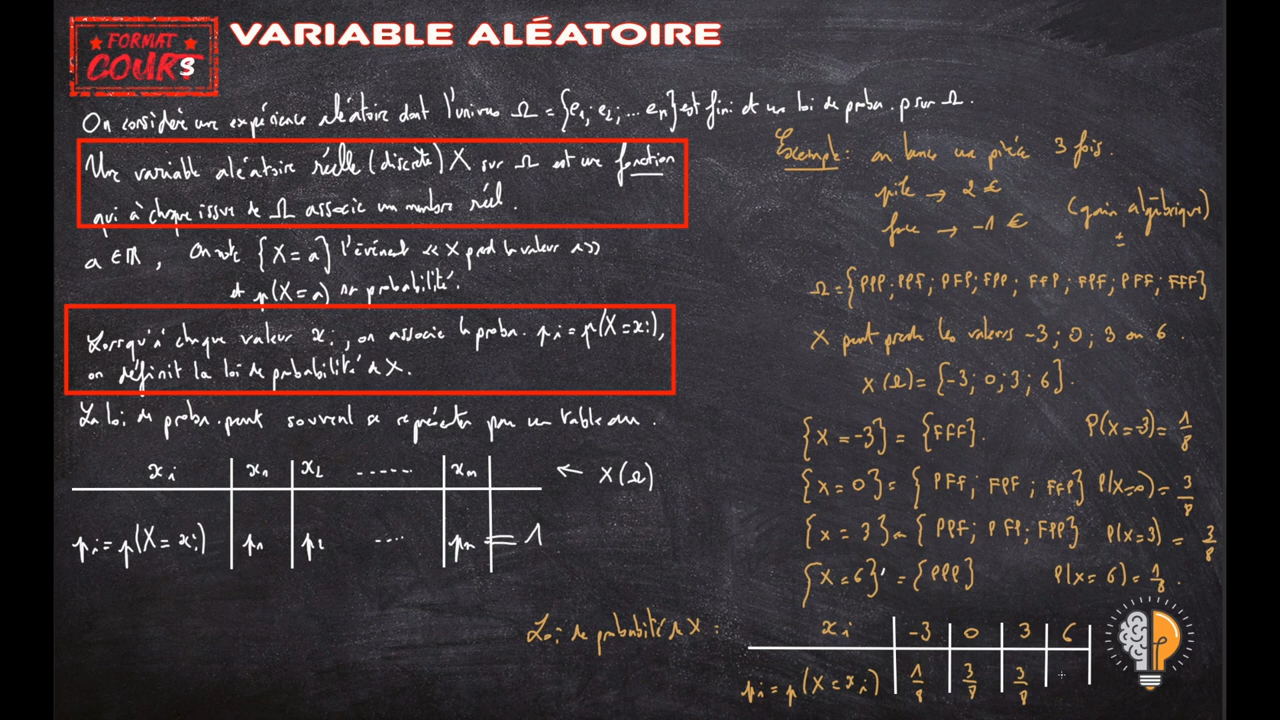 FORMAT
COURS
VARIABLE ALÉATOIRE
On considère une expérience aléatoire dont l'univers Ω = {e₁; e₂; ... eₙ} est fini et un loi de proba. p sur Ω.
Une variable aléatoire réelle (discrète) X sur Ω est une fonction
qui à chaque issue de Ω associe un nombre réel.
a ∈ ℝ, On note {X = a} l'événement « X prend la valeur a »
et p(X = a) sa probabilité.
Lorsqu'à chaque valeur xᵢ, on associe la proba. pᵢ = p(X = xᵢ),
on définit la loi de probabilité de X.
La loi de proba. peut souvent se représenter par un tableau.
xᵢ x₁ x₂ ------ xₙ ← X(Ω)
pᵢ = p(X = xᵢ) p₁ p₂ ---- pₙ = 1
Exemple: on lance une pièce 3 fois.
pile → 2 €
face → -1 € (gain algébrique)
±
Ω = {PPP; PPF; PFP; FPP; FFP; FPF; PFF; FFF}
X peut prendre les valeurs -3; 0; 3 ou 6.
X(Ω) = {-3; 0; 3; 6}.
{X = -3} = {FFF}. P(X = -3) = 1/8
{X = 0} = {PFF; FPF; FFP} P(X = 0) = 3/8
{X = 3} = {PPF; PFP; FPP} P(X = 3) = 3/8
{X = 6} = {PPP} P(X = 6) = 1/8.
Loi de probabilité de X:
xᵢ -3 0 3 6
pᵢ = p(X = xᵢ) 1/8 3/8 3/8